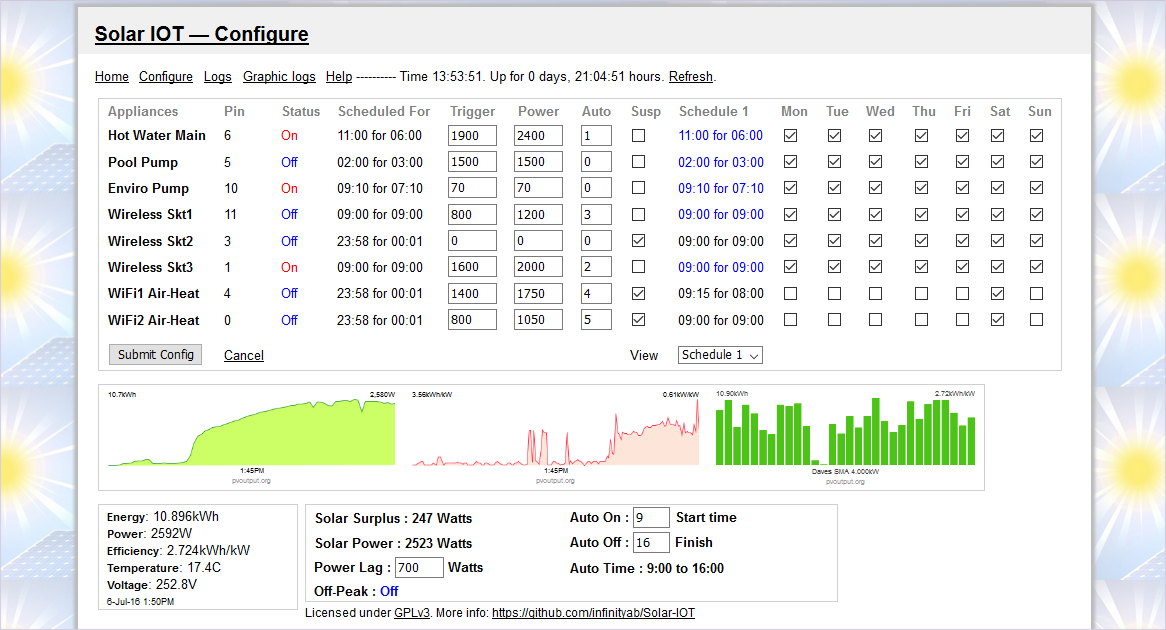 Solar IOT — Configure
Home Configure Logs Graphic logs Help ---------- Time 13:53:51. Up for 0 days, 21:04:51 hours. Refresh.
Appliances Pin Status Scheduled For Trigger Power Auto Susp Schedule 1 Mon Tue Wed Thu Fri Sat Sun
Hot Water Main 6 On 11:00 for 06:00 1900 2400 1 11:00 for 06:00
Pool Pump 5 Off 02:00 for 03:00 1500 1500 0 02:00 for 03:00
Enviro Pump 10 On 09:10 for 07:10 70 70 0 09:10 for 07:10
Wireless Skt1 11 Off 09:00 for 09:00 800 1200 3 09:00 for 09:00
Wireless Skt2 3 Off 23:58 for 00:01 0 0 0 09:00 for 09:00
Wireless Skt3 1 On 09:00 for 09:00 1600 2000 2 09:00 for 09:00
WiFi1 Air-Heat 4 Off 23:58 for 00:01 1400 1750 4 09:15 for 08:00
WiFi2 Air-Heat 0 Off 23:58 for 00:01 800 1050 5 09:00 for 09:00
Submit Config Cancel View Schedule 1
10.7kWh 2,580W 3.56kWh/kW 0.61kW/kW 10.90kWh 2.72kWh/kW
1:45PM 1:45PM Daves SMA 4.000kW
pvoutput.org pvoutput.org pvoutput.org
Energy: 10.896kWh
Power: 2592W
Efficiency: 2.724kWh/kW
Temperature: 17.4C
Voltage: 252.8V
6-Jul-16 1:50PM
Solar Surplus : 247 Watts
Solar Power : 2523 Watts
Power Lag : 700 Watts
Off-Peak : Off
Auto On : 9 Start time
Auto Off : 16 Finish
Auto Time : 9:00 to 16:00
Licensed under GPLv3. More info: https://github.com/infinityab/Solar-IOT